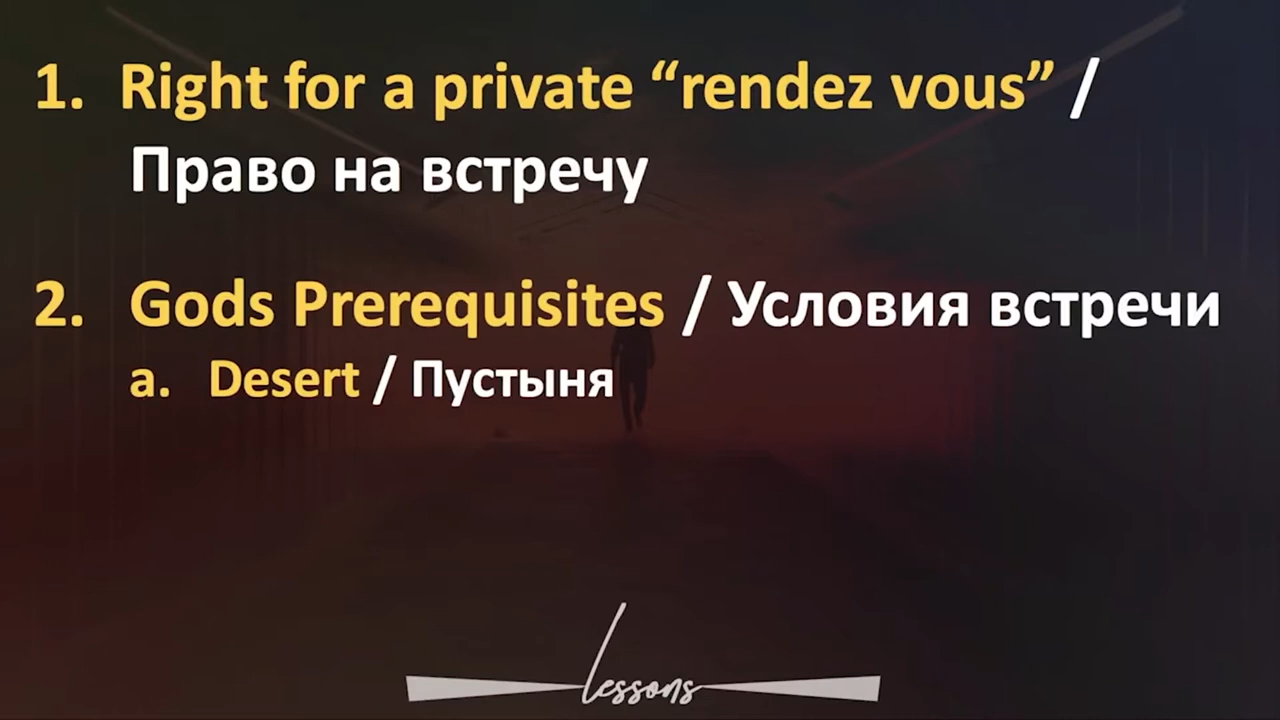 1. Right for a private “rendez vous” /
Право на встречу
2. Gods Prerequisites / Условия встречи
a. Desert / Пустыня
lessons